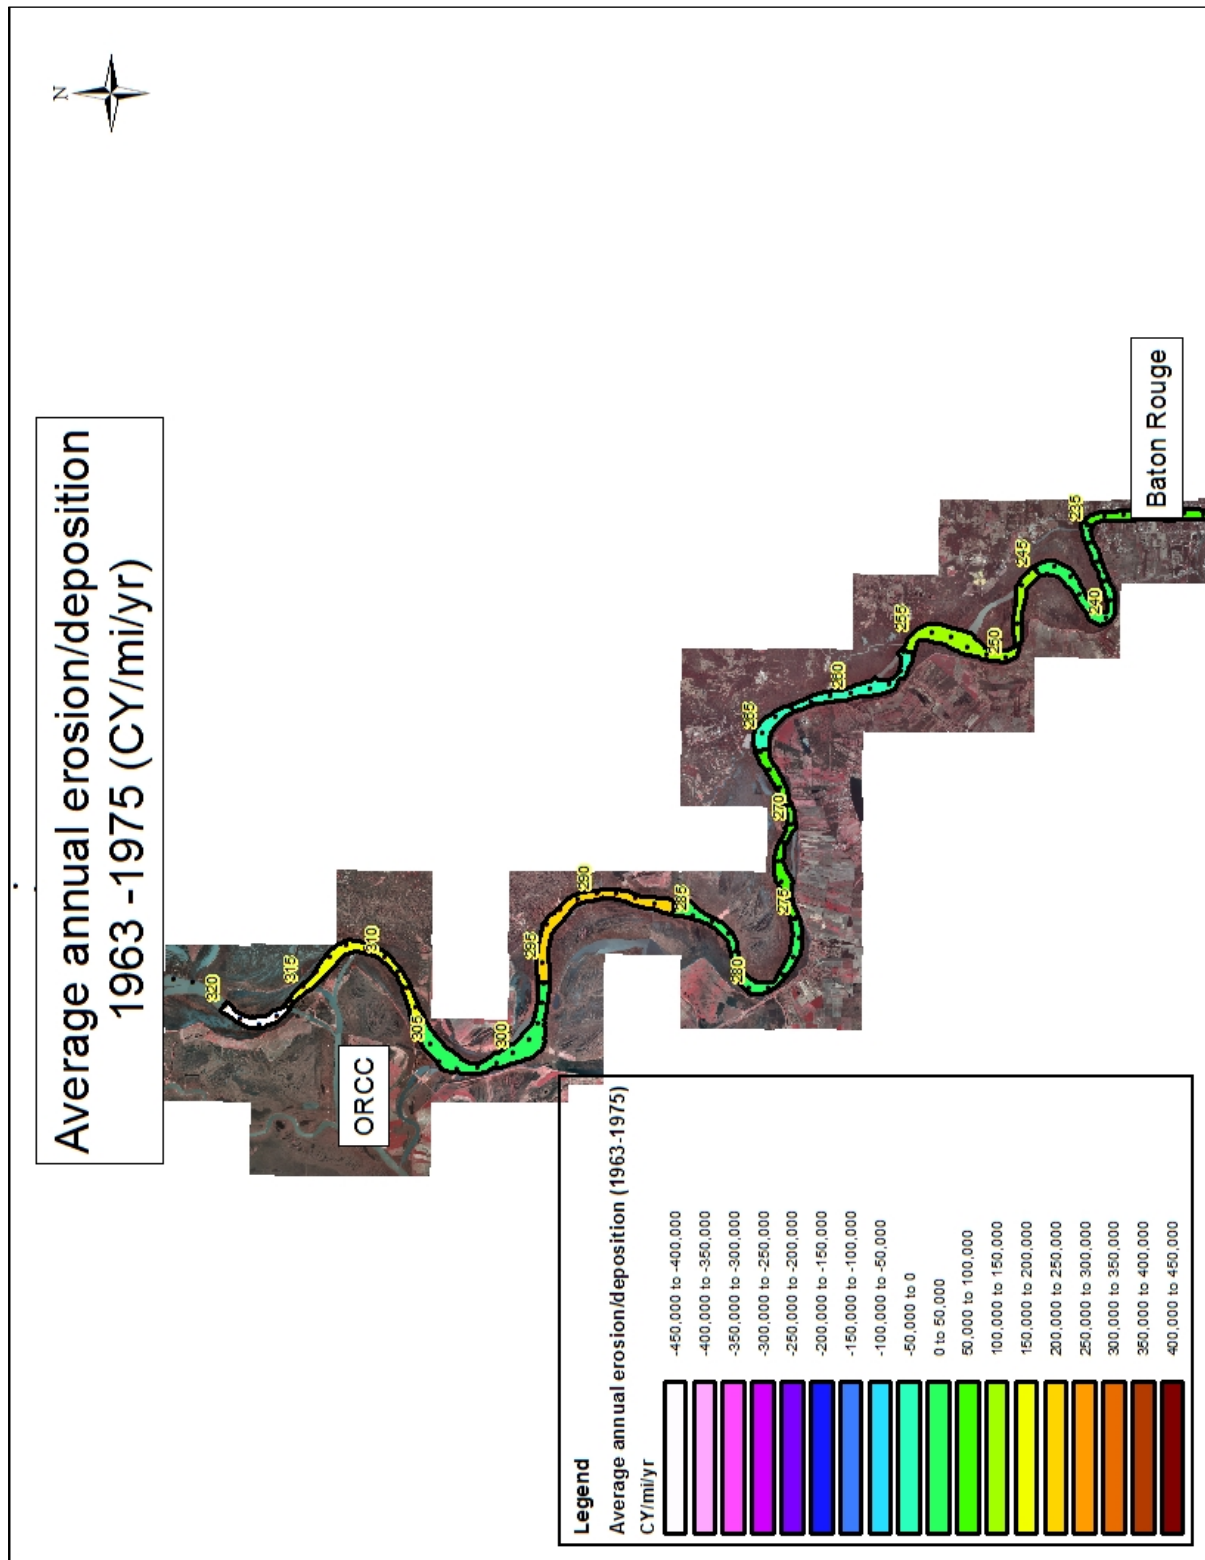 N
Average annual erosion/deposition
1963 -1975 (CY/mi/yr)
320
315
310
ORCC
305
300
295
290
285
280
275
270
265
260
255
250
245
240
235
Baton Rouge
Legend
Average annual erosion/deposition (1963-1975)
CY/mi/yr
-450,000 to -400,000
-400,000 to -350,000
-350,000 to -300,000
-300,000 to -250,000
-250,000 to -200,000
-200,000 to -150,000
-150,000 to -100,000
-100,000 to -50,000
-50,000 to 0
0 to 50,000
50,000 to 100,000
100,000 to 150,000
150,000 to 200,000
200,000 to 250,000
250,000 to 300,000
300,000 to 350,000
350,000 to 400,000
400,000 to 450,000